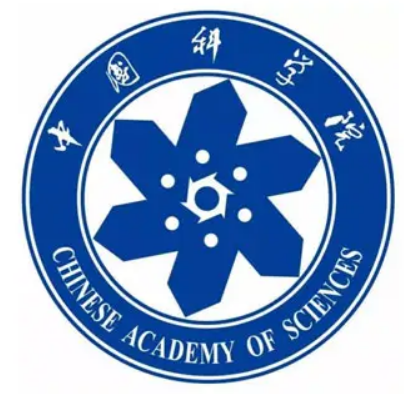 中国科学院
CHINESE ACADEMY OF SCIENCES